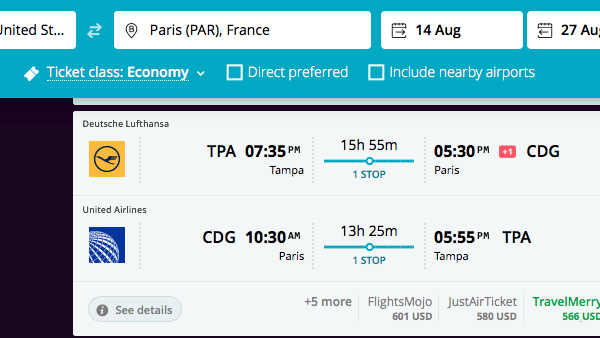 United St...
Paris (PAR), France
14 Aug
27 Aug
Ticket class: Economy
Direct preferred
Include nearby airports
Deutsche Lufthansa
TPA 07:35 PM
15h 55m
05:30 PM +1 CDG
Tampa
1 STOP
Paris
United Airlines
CDG 10:30 AM
13h 25m
05:55 PM TPA
Paris
1 STOP
Tampa
See details
+5 more
FlightsMojo
601 USD
JustAirTicket
580 USD
TravelMerry
566 USD